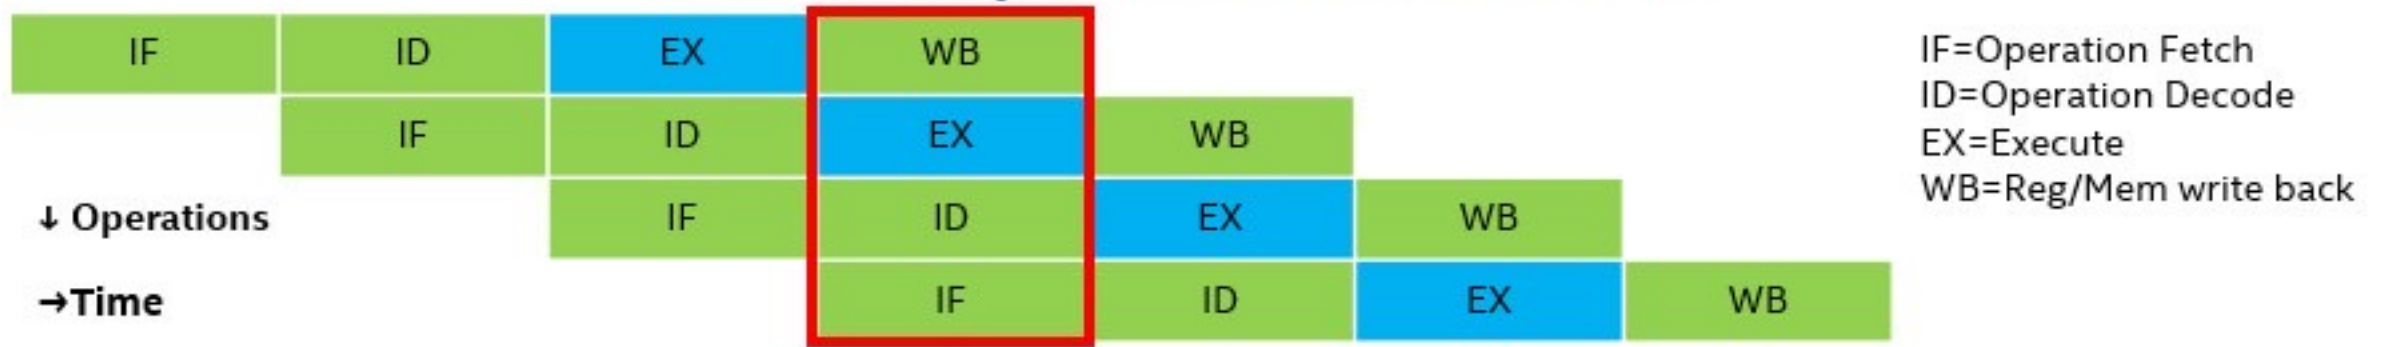 IF ID EX WB
IF ID EX WB
↓ Operations IF ID EX WB
→Time IF ID EX WB
IF=Operation Fetch
ID=Operation Decode
EX=Execute
WB=Reg/Mem write back